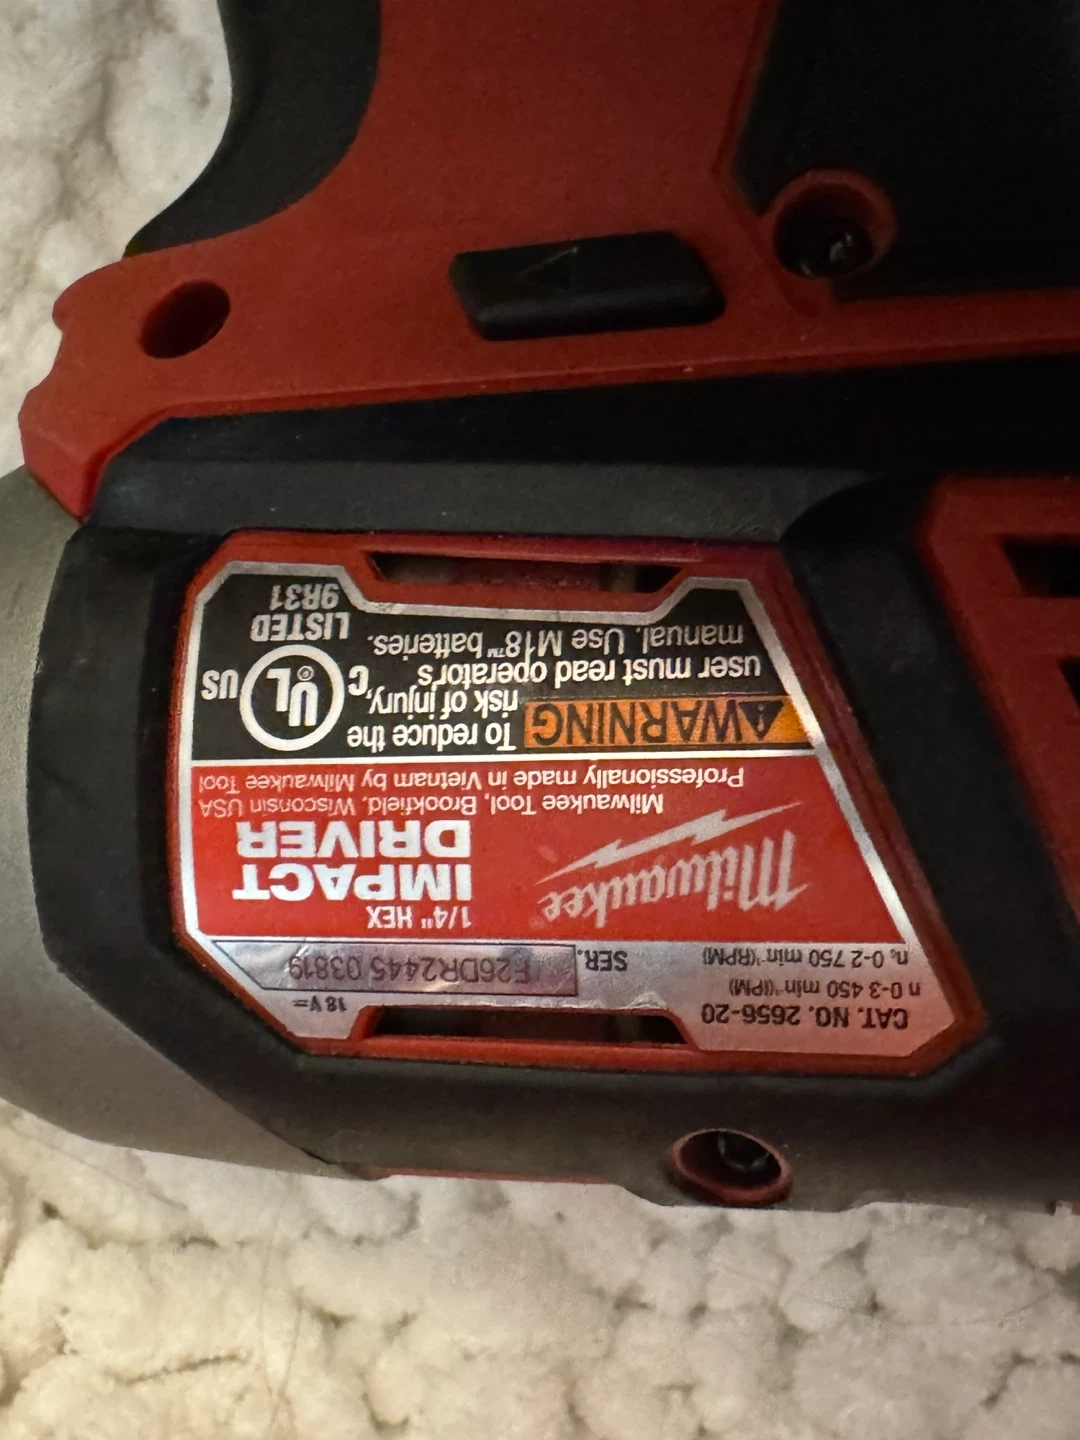 CAT. NO. 2656-20
n 0-3 450 min⁻¹(IPM)
n₀ 0-2 750 min⁻¹(RPM)
18 V⎓
SER. F26DR2445 03819
Milwaukee
1/4" HEX
IMPACT
DRIVER
Milwaukee Tool, Brookfield, Wisconsin USA
Professionally made in Vietnam by Milwaukee Tool
⚠WARNING To reduce the
risk of injury,
user must read operator's
manual. Use M18™ batteries.
C UL® US
LISTED
9R31